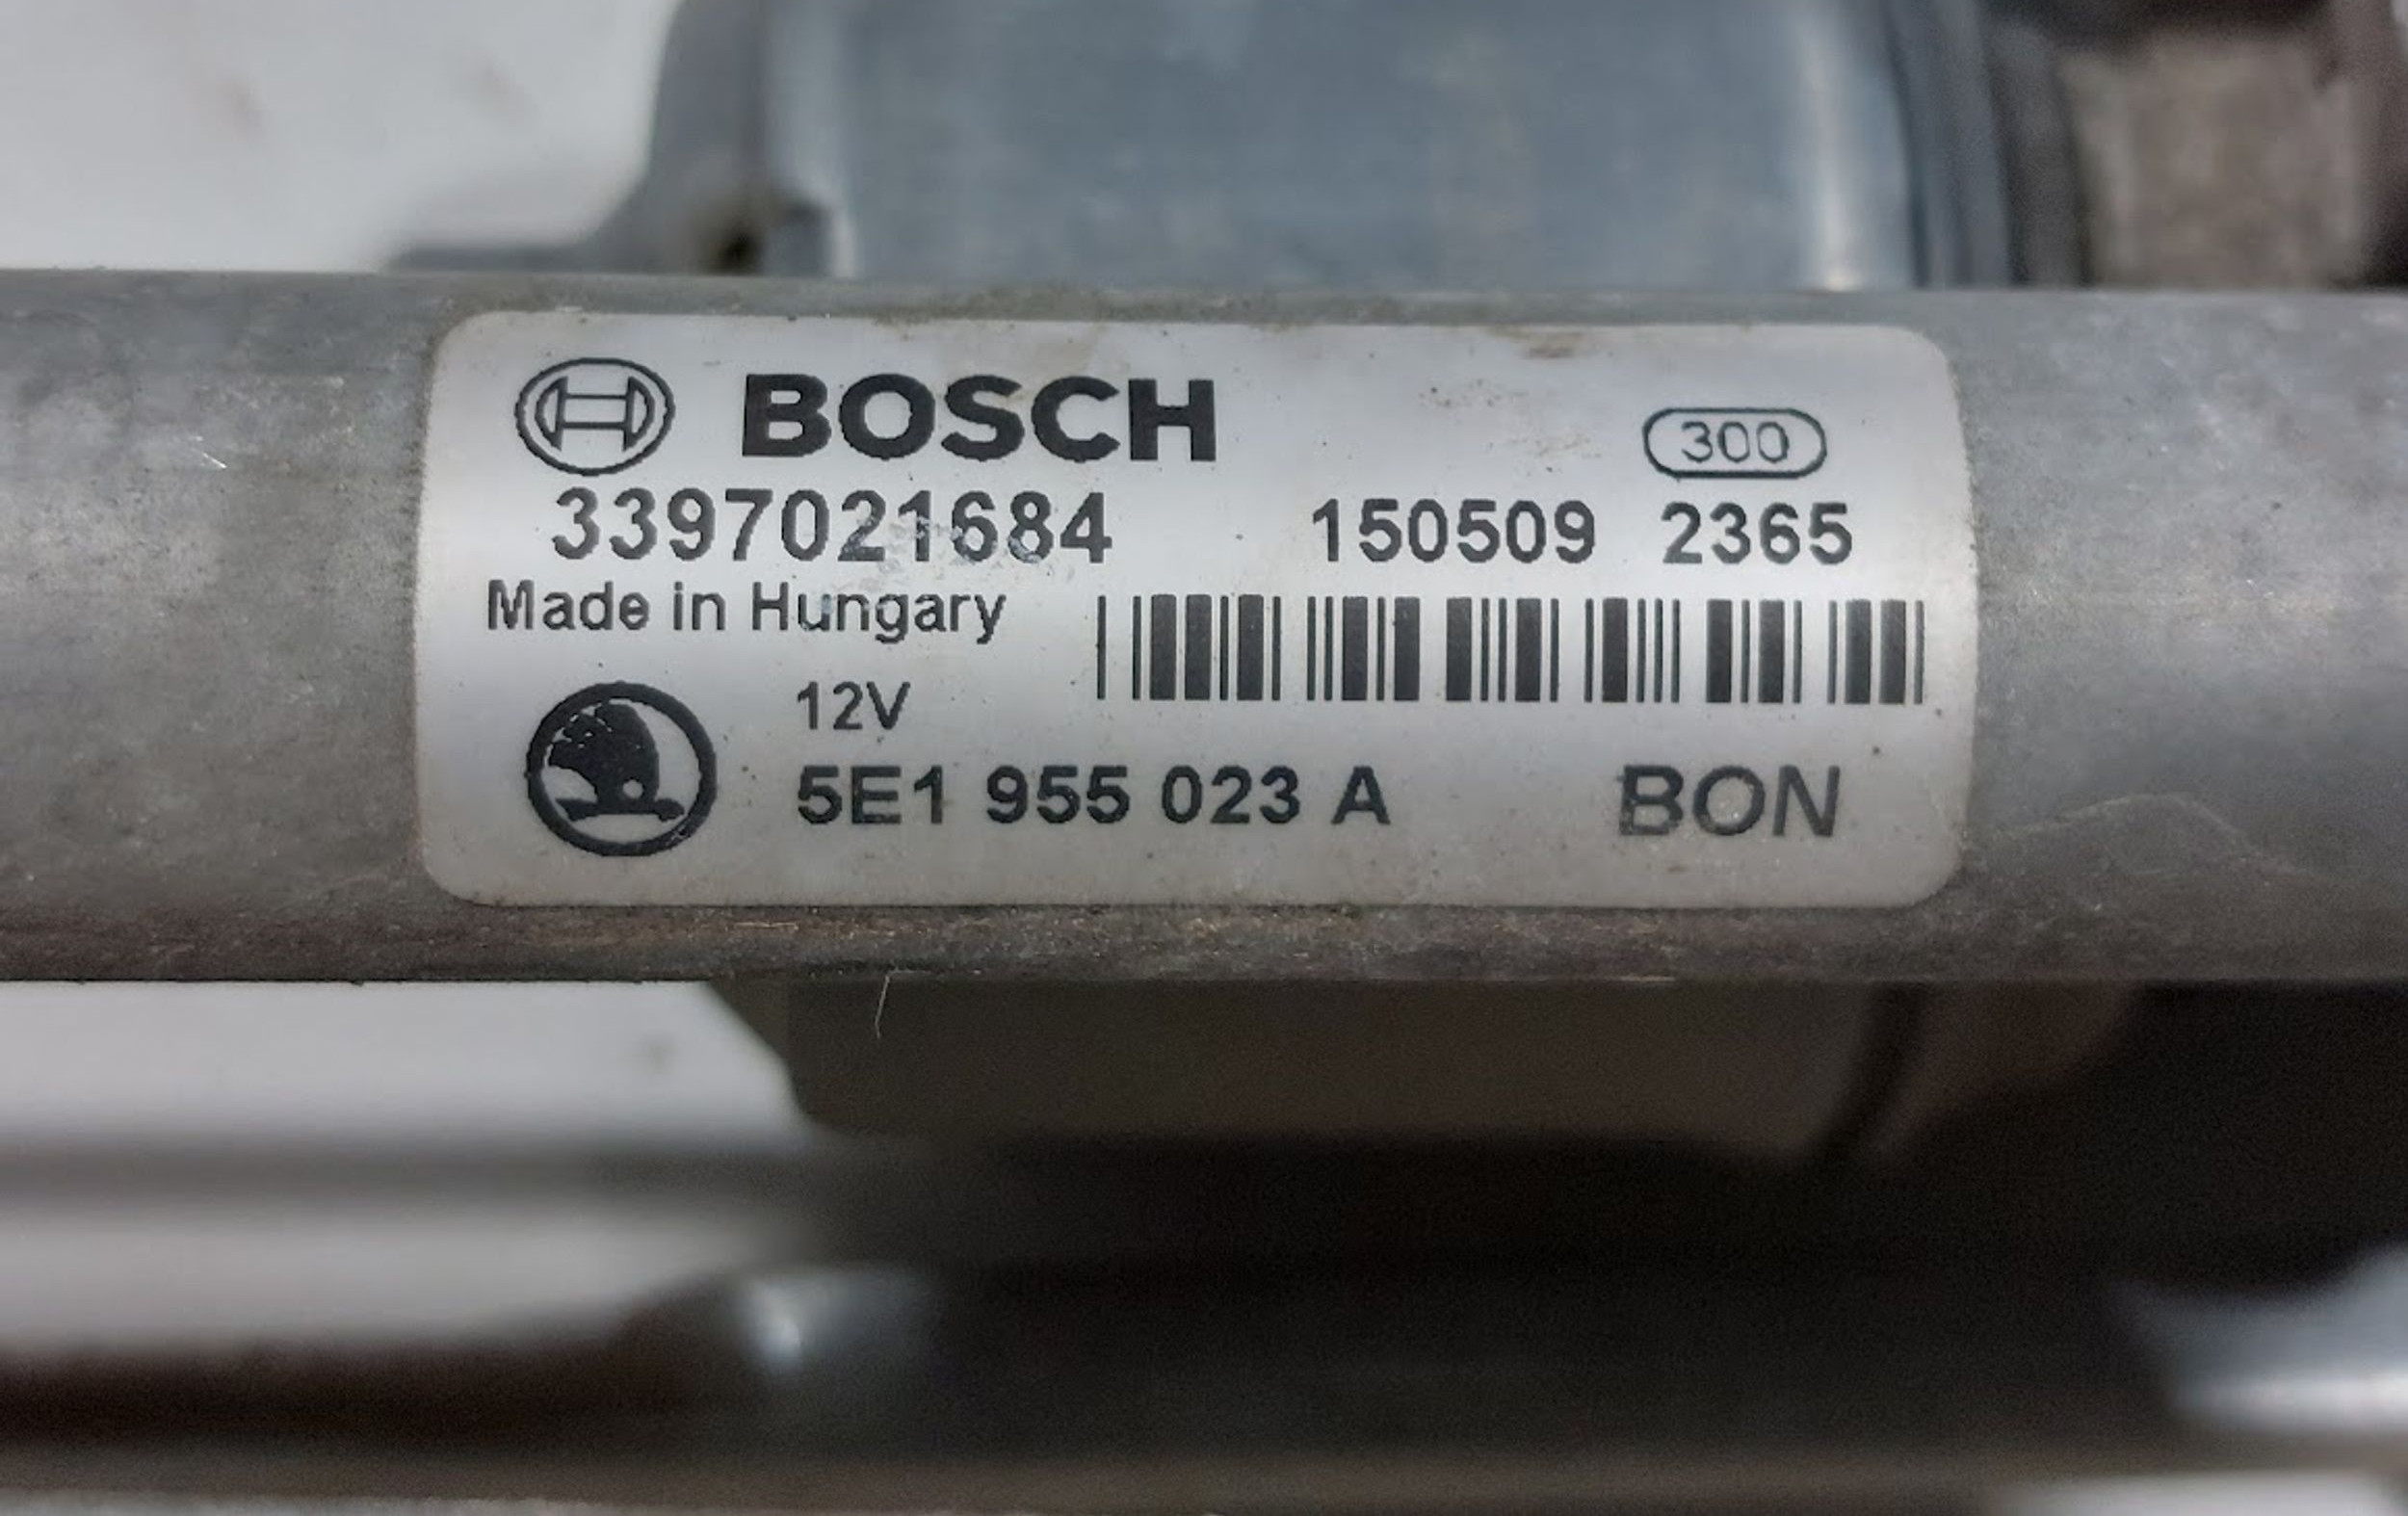 BOSCH
300
3397021684 150509 2365
Made in Hungary
12V
5E1 955 023 A BON